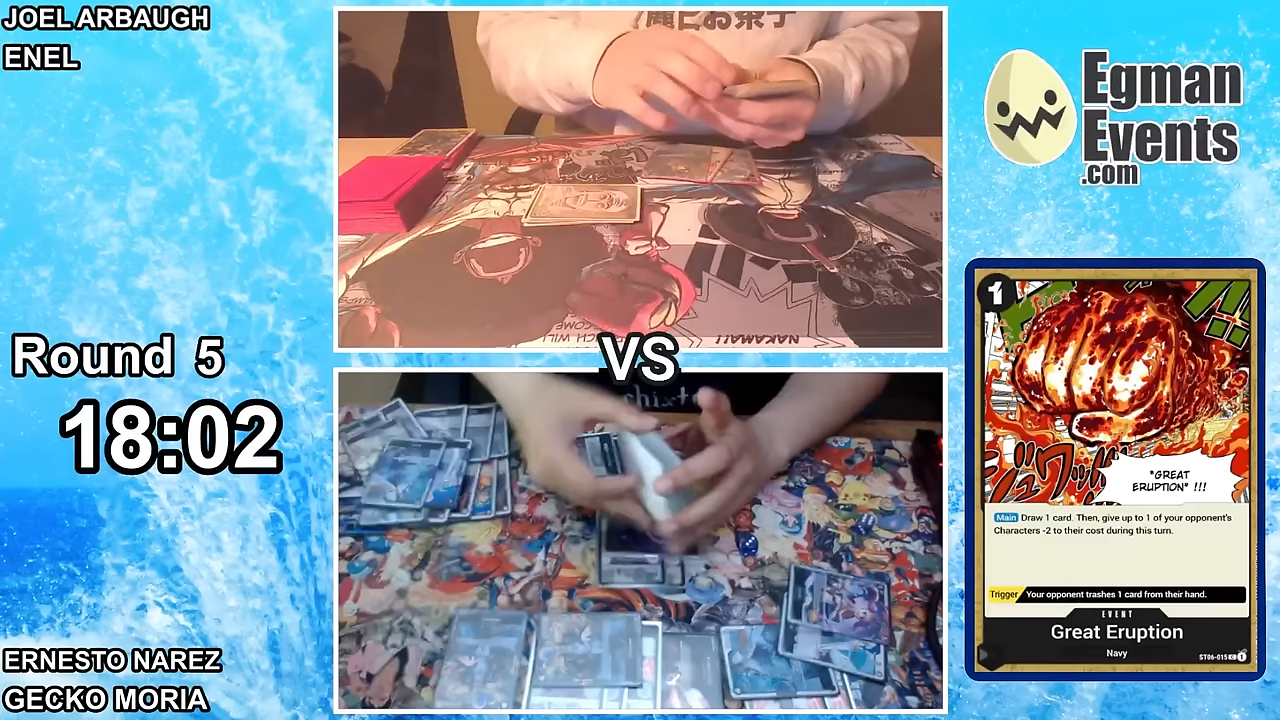 JOEL ARBAUGH
ENEL
Egman
Events
.com
Round 5
18:02
VS
NAKAMA!!
1
"GREAT
ERUPTION" !!!
Main Draw 1 card. Then, give up to 1 of your opponent's
Characters -2 to their cost during this turn.
Trigger Your opponent trashes 1 card from their hand.
EVENT
Great Eruption
Navy
ST06-015 C
ERNESTO NAREZ
GECKO MORIA